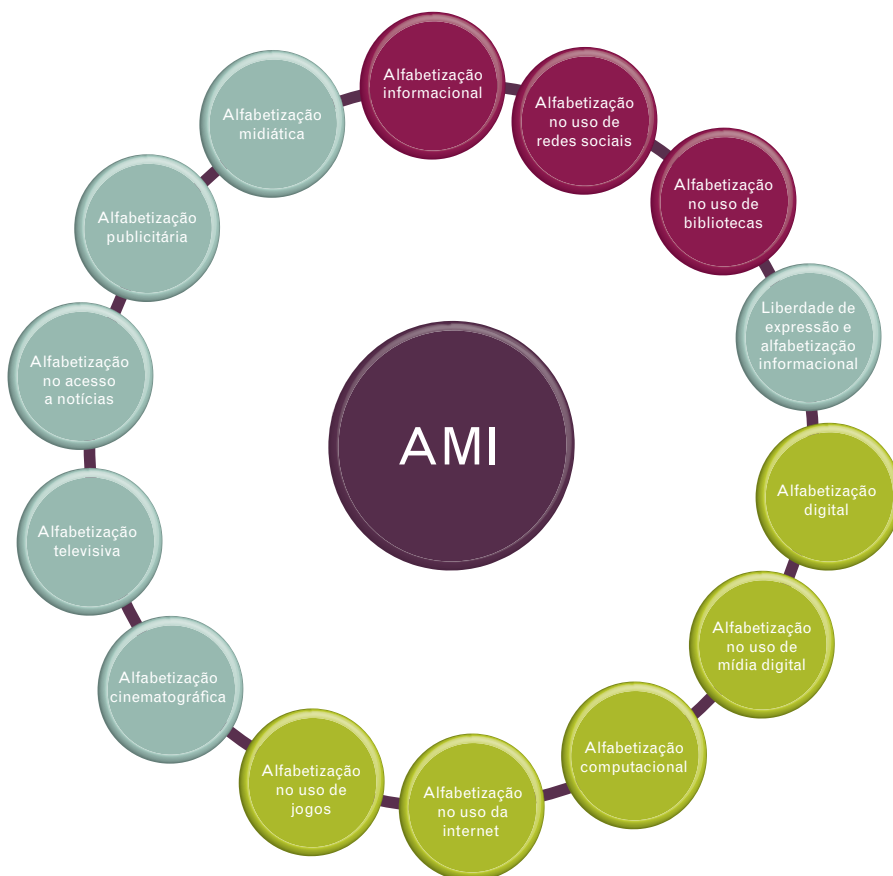 Alfabetização
informacional
Alfabetização
no uso de
redes sociais
Alfabetização
no uso de
bibliotecas
Liberdade de
expressão e
alfabetização
informacional
Alfabetização
digital
Alfabetização
no uso de
mídia digital
Alfabetização
computacional
Alfabetização
no uso da
internet
Alfabetização
no uso de
jogos
Alfabetização
cinematográfica
Alfabetização
televisiva
Alfabetização
no acesso
a notícias
Alfabetização
publicitária
Alfabetização
midiática
AMI